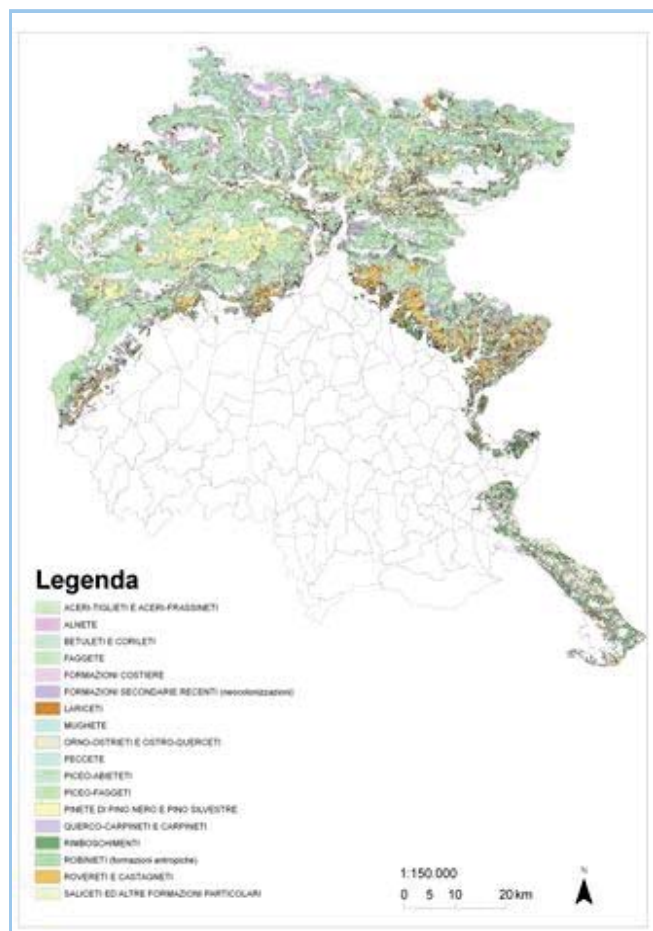 Legenda
ACERI-TIGLIETI E ACERI-FRASSINETI
ALNETE
BETULETI E CORILETI
FAGGETE
FORMAZIONI COSTIERE
FORMAZIONI SECONDARIE RECENTI (neocolonizzazioni)
LARICETI
MUGHETE
ORNO-OSTRIETI E OSTRO-QUERCETI
PECCETE
PICEO-ABIETETI
PICEO-FAGGETI
PINETE DI PINO NERO E PINO SILVESTRE
QUERCO-CARPINETI E CARPINETI
RIMBOSCHIMENTI
ROBINIETI (formazioni antropiche)
ROVERETI E CASTAGNETI
SALICETI ED ALTRE FORMAZIONI PARTICOLARI
1:150.000
0 5 10 20 km
N